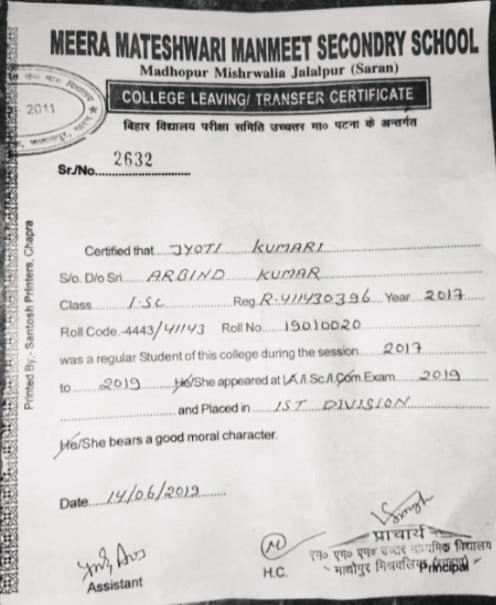 MEERA MATESHWARI MANMEET SECONDRY SCHOOL
Madhopur Mishrwalia Jalalpur (Saran)
COLLEGE LEAVING/ TRANSFER CERTIFICATE
बिहार विद्यालय परीक्षा समिति उच्चत्तर मा० पटना के अन्तर्गत
2011
Sr./No. 2632
Certified that JYOTI KUMARI
S/o. D/o Sri ARBIND KUMAR
Class I.SC Reg. R-411430396 Year 2017
Roll Code.-4443/41143 Roll No. 19010020
was a regular Student of this college during the session 2017
to 2019 He/She appeared at I.A./I.Sc./I.Com. Exam 2019
and Placed in IST DIVISION
He/She bears a good moral character.
Date 14/06/2019
Assistant
H.C.
प्राचार्य
एम० एम० एम० उच्चतर माध्यमिक विद्यालय
माधोपुर मिश्रवलिया
Principal
Printed By:- Santosh Printers, Chapra